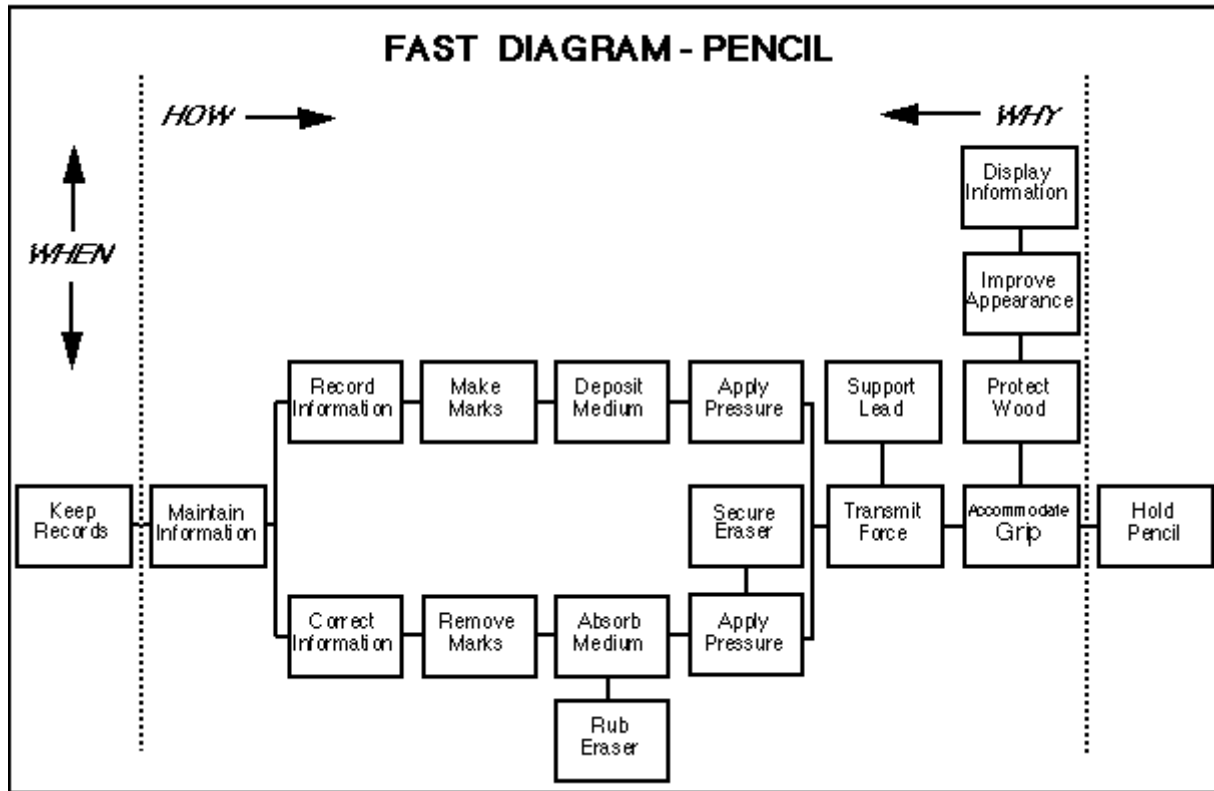 FAST DIAGRAM - PENCIL
HOW
WHY
WHEN
Display
Information
Improve
Appearance
Record
Information
Make
Marks
Deposit
Medium
Apply
Pressure
Support
Lead
Protect
Wood
Keep
Records
Maintain
Information
Secure
Eraser
Transmit
Force
Accommodate
Grip
Hold
Pencil
Correct
Information
Remove
Marks
Absorb
Medium
Apply
Pressure
Rub
Eraser